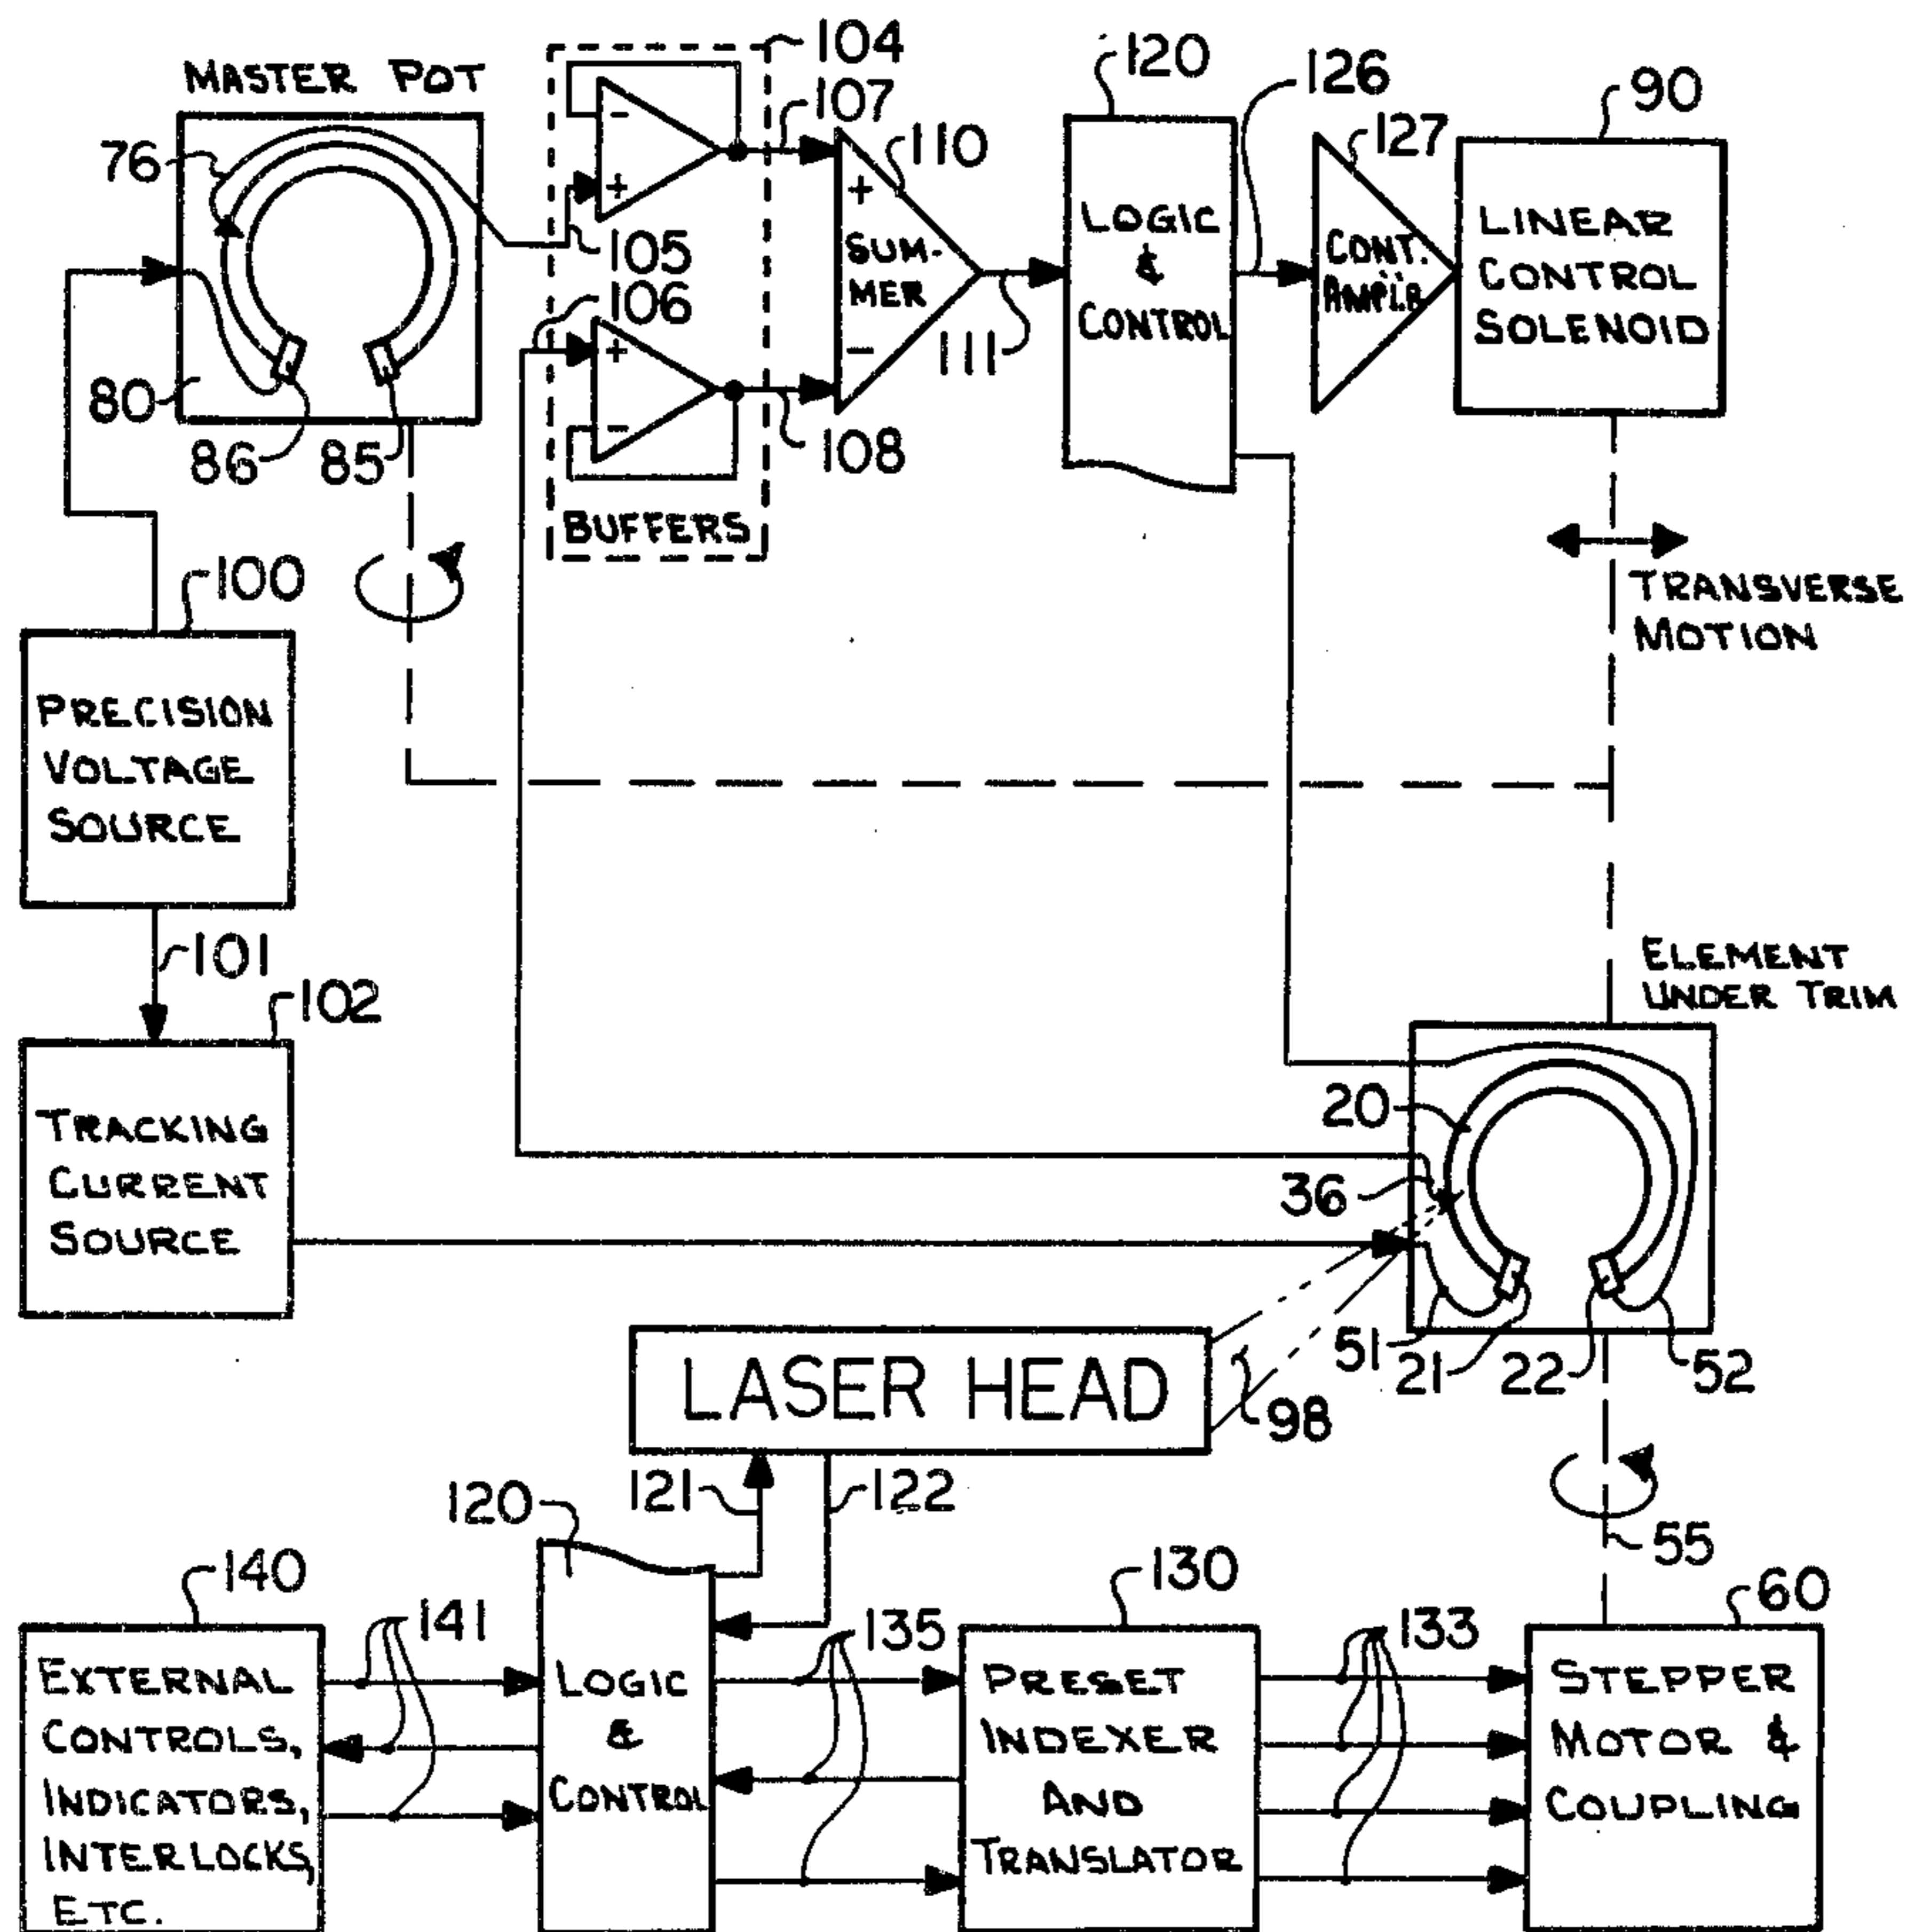 MASTER POT
104
107
120
126
90
127
110
76
105
106
111
80
86
85
108
+
-
+
-
+
-
SUM-
MER
LOGIC
&
CONTROL
CONT.
LINEAR
CONTROL
SOLENOID
BUFFERS
TRANSVERSE
MOTION
100
PRECISION
VOLTAGE
SOURCE
101
102
TRACKING
CURRENT
SOURCE
ELEMENT
UNDER TRIM
20
36
51
21
22
52
LASER HEAD
98
121
122
120
55
140
141
135
130
133
60
EXTERNAL
CONTROLS,
INDICATORS,
INTERLOCKS,
ETC.
LOGIC
&
CONTROL
PRESET
INDEXER
AND
TRANSLATOR
STEPPER
MOTOR &
COUPLING